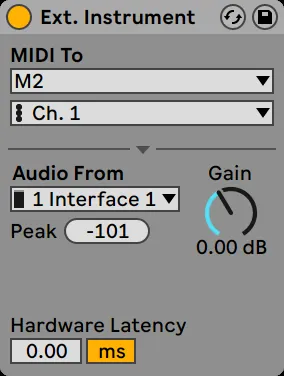 Ext. Instrument
MIDI To
M2
Ch. 1
Audio From
Gain
1 Interface 1
Peak
-101
0.00 dB
Hardware Latency
0.00
ms